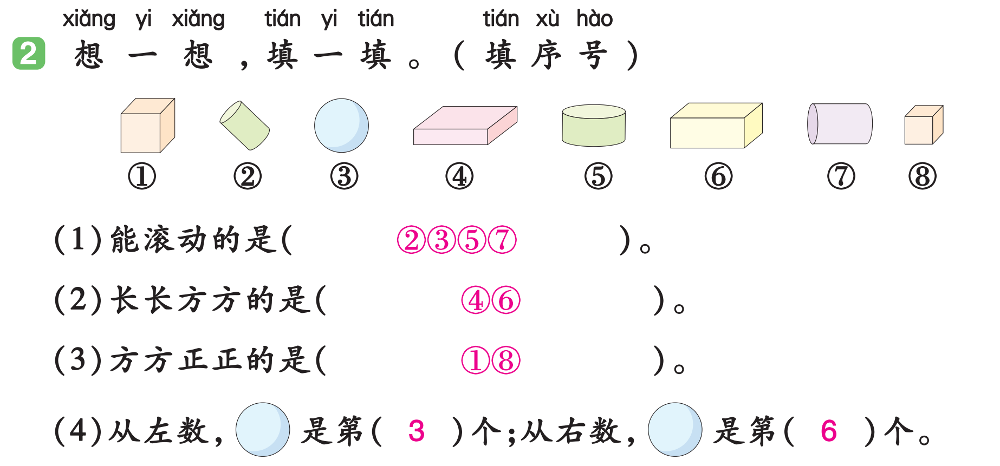 xiǎng yi xiǎng tián yi tián tián xù hào
2 想一想,填一填。(填序号)
① ② ③ ④ ⑤ ⑥ ⑦ ⑧
(1)能滚动的是( ②③⑤⑦ )。
(2)长长方方的是( ④⑥ )。
(3)方方正正的是( ①⑧ )。
(4)从左数, 是第( 3 )个;从右数, 是第( 6 )个。